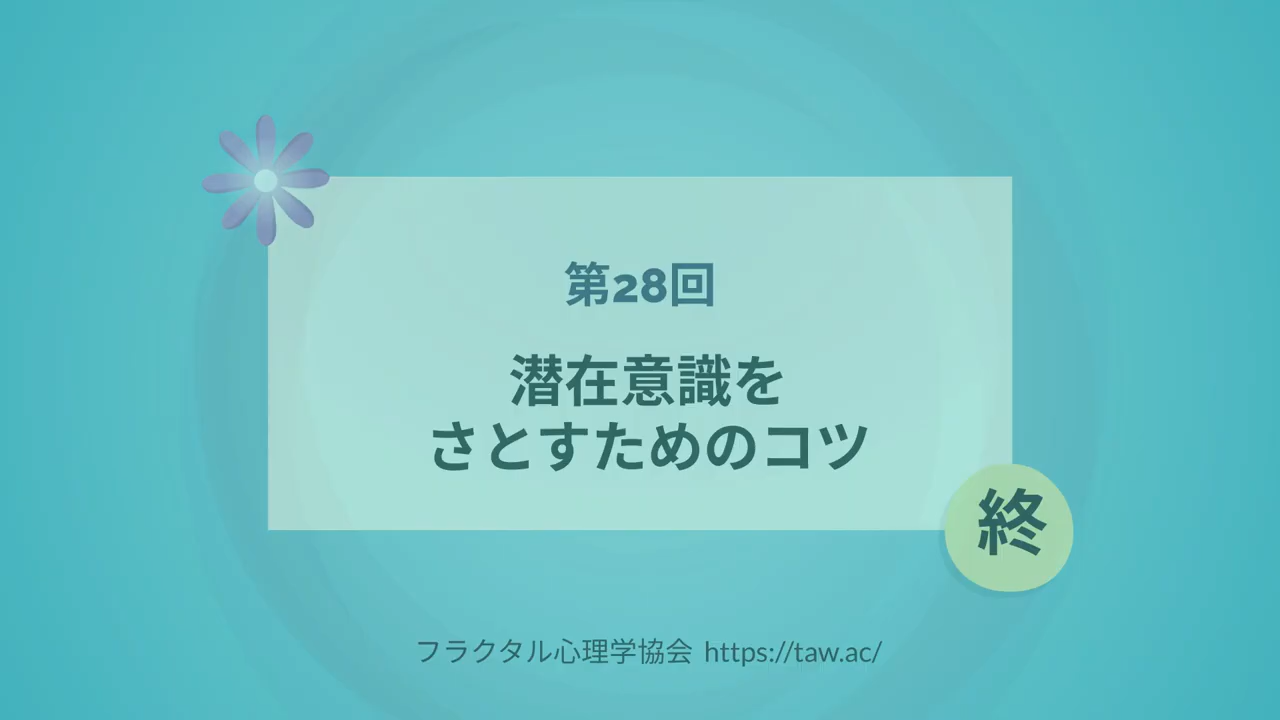 第28回
潜在意識を
さとすためのコツ
終
フラクタル心理学協会 https://taw.ac/